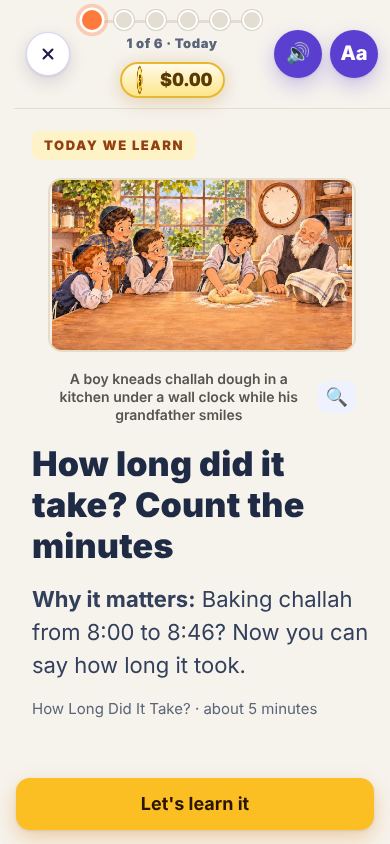 1 of 6 · Today
$0.00
Aa
TODAY WE LEARN
A boy kneads challah dough in a
kitchen under a wall clock while his
grandfather smiles
How long did it
take? Count the
minutes
Why it matters: Baking challah
from 8:00 to 8:46? Now you can
say how long it took.
How Long Did It Take? · about 5 minutes
Let's learn it